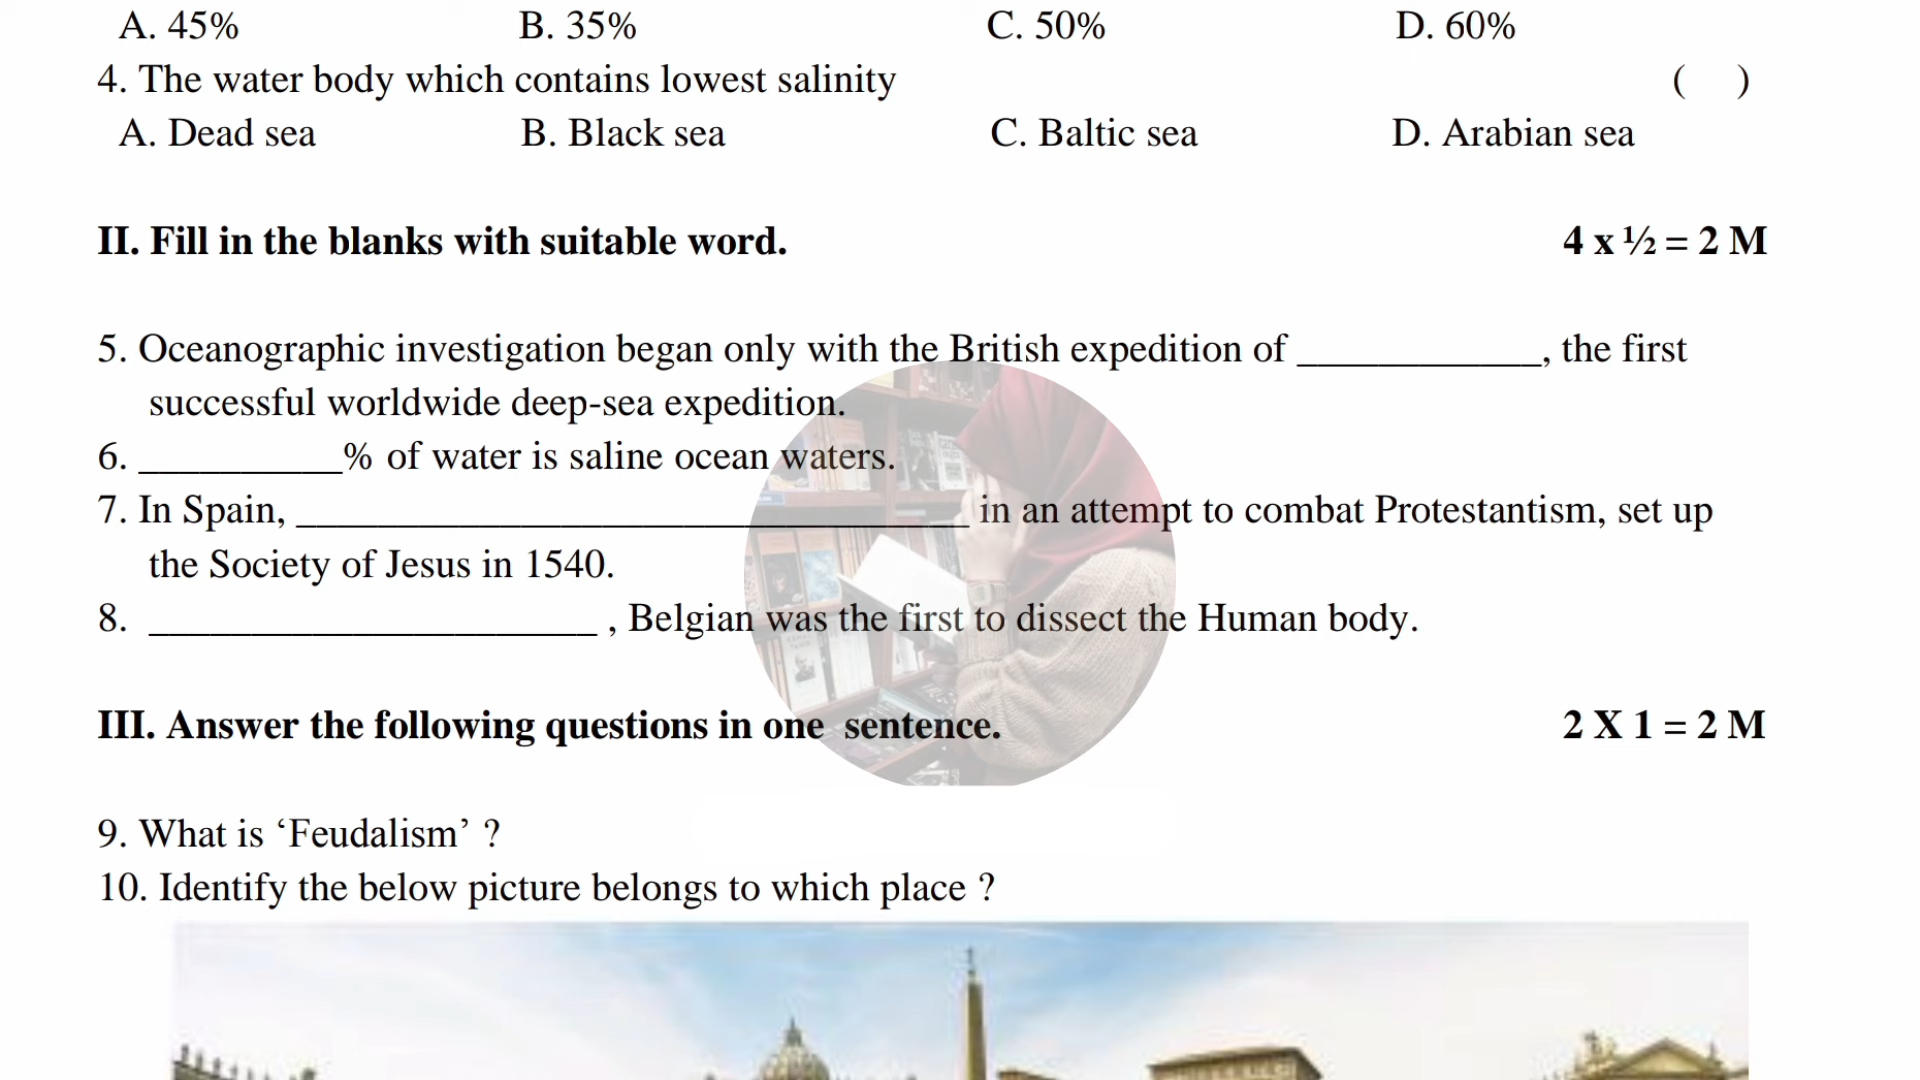 A. 45% B. 35% C. 50% D. 60%
4. The water body which contains lowest salinity ( )
A. Dead sea B. Black sea C. Baltic sea D. Arabian sea
II. Fill in the blanks with suitable word. 4 x ½ = 2 M
5. Oceanographic investigation began only with the British expedition of ____________, the first
successful worldwide deep-sea expedition.
6. __________% of water is saline ocean waters.
7. In Spain, _________________________________ in an attempt to combat Protestantism, set up
the Society of Jesus in 1540.
8. ______________________ , Belgian was the first to dissect the Human body.
III. Answer the following questions in one sentence. 2 X 1 = 2 M
9. What is ‘Feudalism’ ?
10. Identify the below picture belongs to which place ?